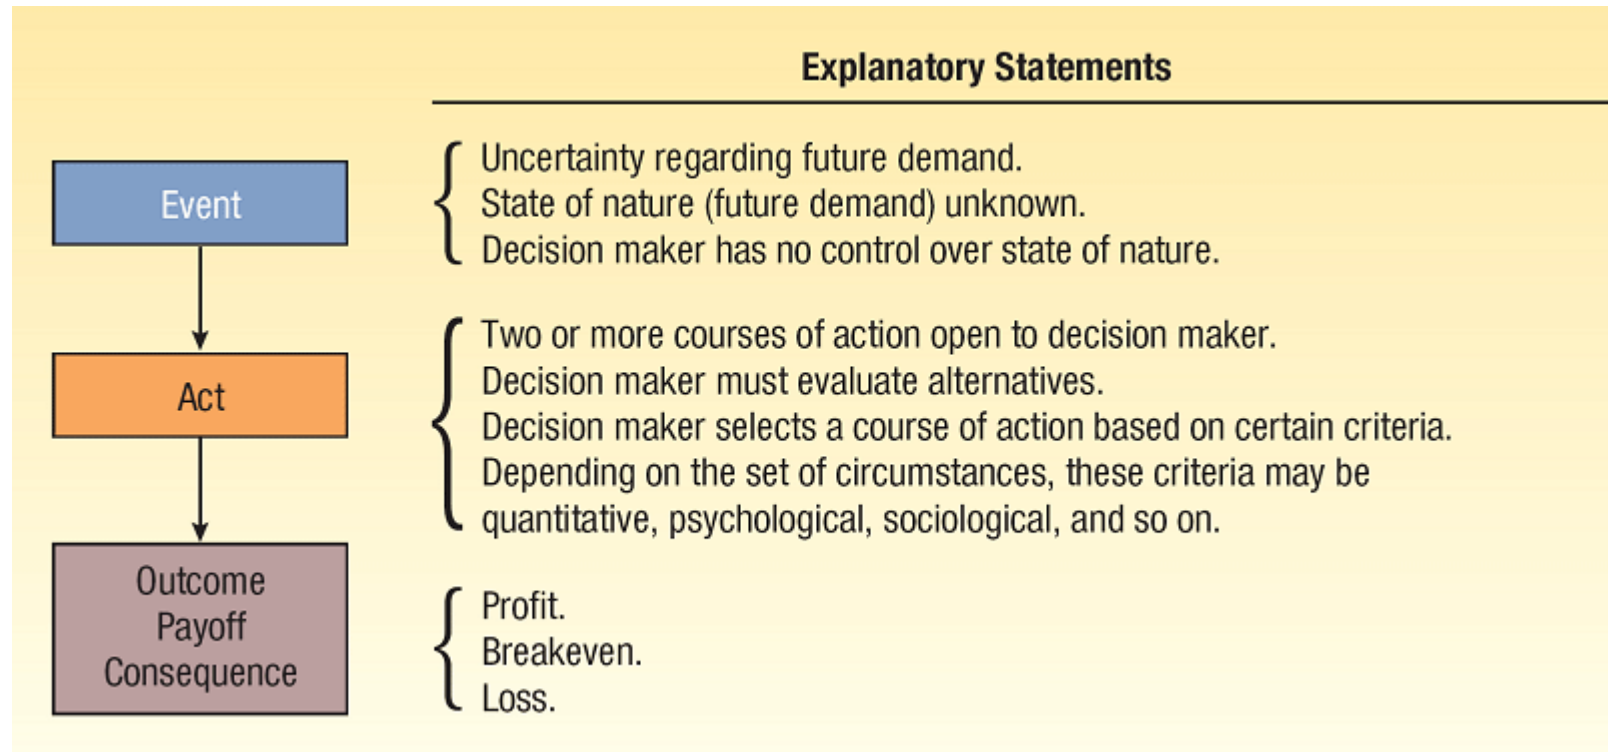 Explanatory Statements
Event
Uncertainty regarding future demand.
State of nature (future demand) unknown.
Decision maker has no control over state of nature.
Act
Two or more courses of action open to decision maker.
Decision maker must evaluate alternatives.
Decision maker selects a course of action based on certain criteria.
Depending on the set of circumstances, these criteria may be
quantitative, psychological, sociological, and so on.
Outcome
Payoff
Consequence
Profit.
Breakeven.
Loss.